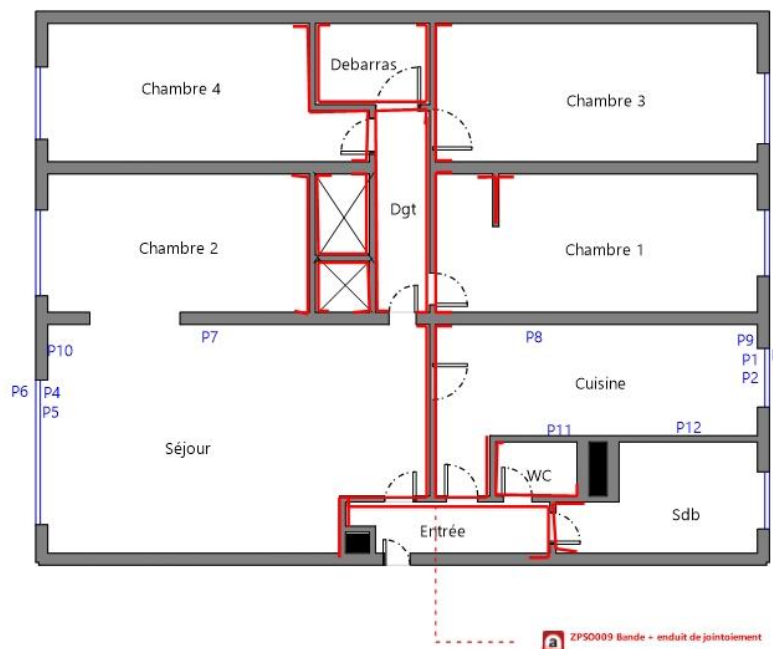 Debarras
Chambre 4
Chambre 3
Dgt
Chambre 2
Chambre 1
P7
P8
P9
P10
P1
P6
P4
P2
P5
Cuisine
P11
P12
Séjour
WC
Sdb
Entrée
a ZPSO009 Bande + enduit de jointoiement